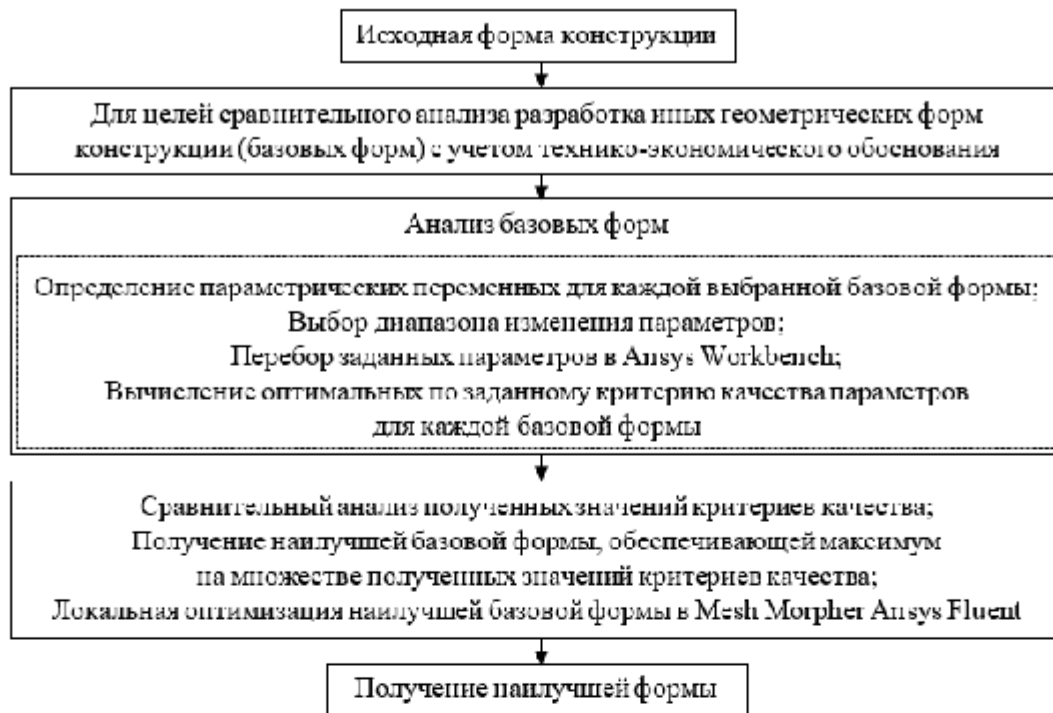 Исходная форма конструкции
Для целей сравнительного анализа разработка иных геометрических форм
конструкции (базовых форм) с учетом технико-экономического обоснования
Анализ базовых форм
Определение параметрических переменных для каждой выбранной базовой формы;
Выбор диапазона изменения параметров;
Перебор заданных параметров в Ansys Workbench;
Вычисление оптимальных по заданному критерию качества параметров
для каждой базовой формы
Сравнительный анализ полученных значений критериев качества;
Получение наилучшей базовой формы, обеспечивающей максимум
на множестве полученных значений критериев качества;
Локальная оптимизация наилучшей базовой формы в Mesh Morpher Ansys Fluent
Получение наилучшей формы